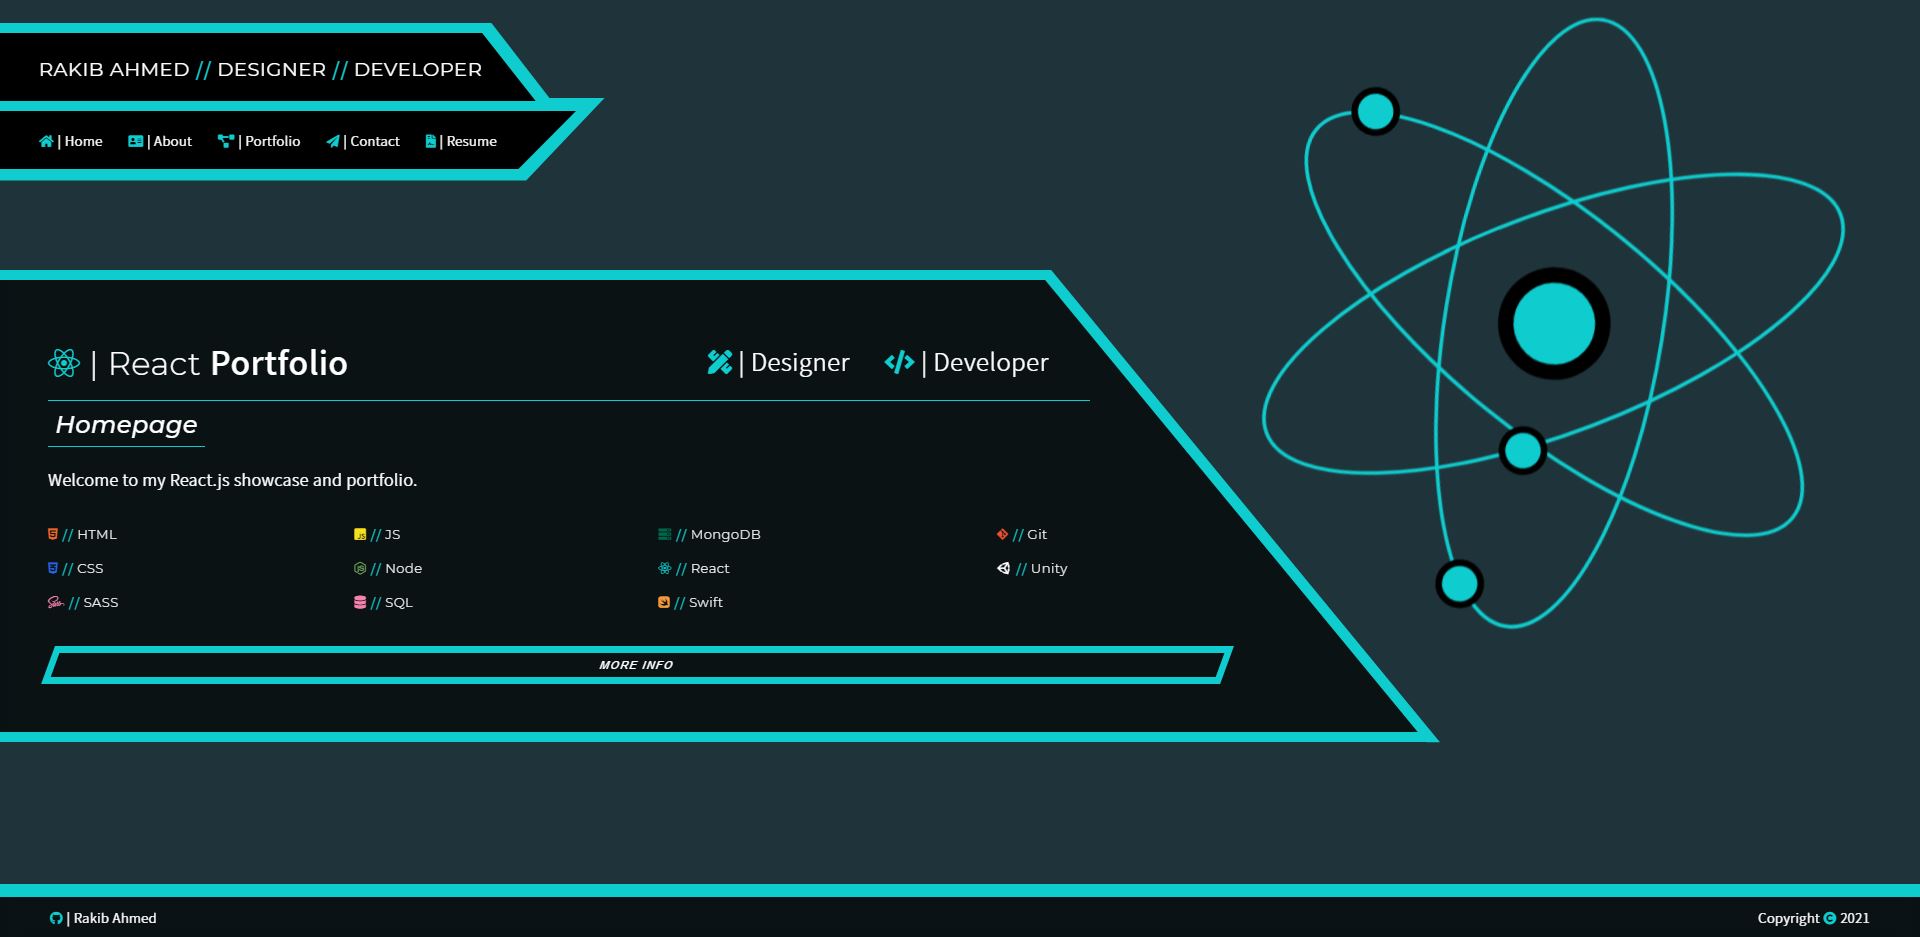 RAKIB AHMED // DESIGNER // DEVELOPER
| Home | About | Portfolio | Contact | Resume
| React Portfolio | Designer | Developer
Homepage
Welcome to my React.js showcase and portfolio.
// HTML // JS // MongoDB // Git
// CSS // Node // React // Unity
// SASS // SQL // Swift
MORE INFO
| Rakib Ahmed Copyright © 2021